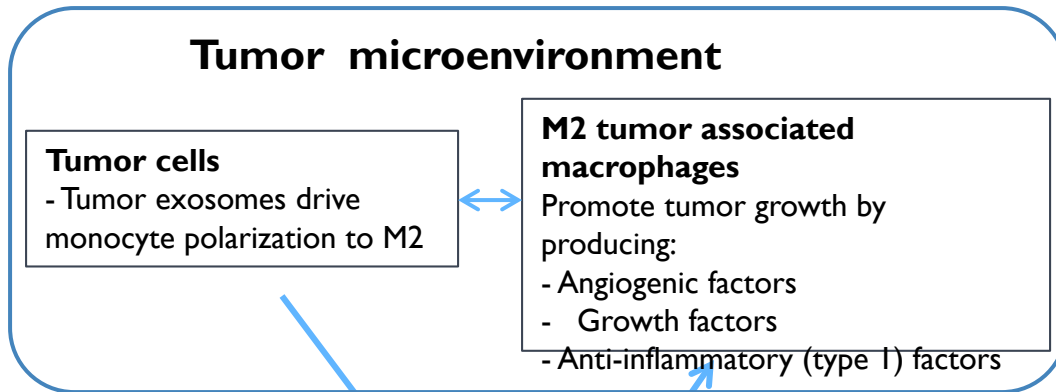 Tumor microenvironment
Tumor cells
- Tumor exosomes drive
monocyte polarization to M2
M2 tumor associated
macrophages
Promote tumor growth by
producing:
- Angiogenic factors
- Growth factors
- Anti-inflammatory (type 1) factors